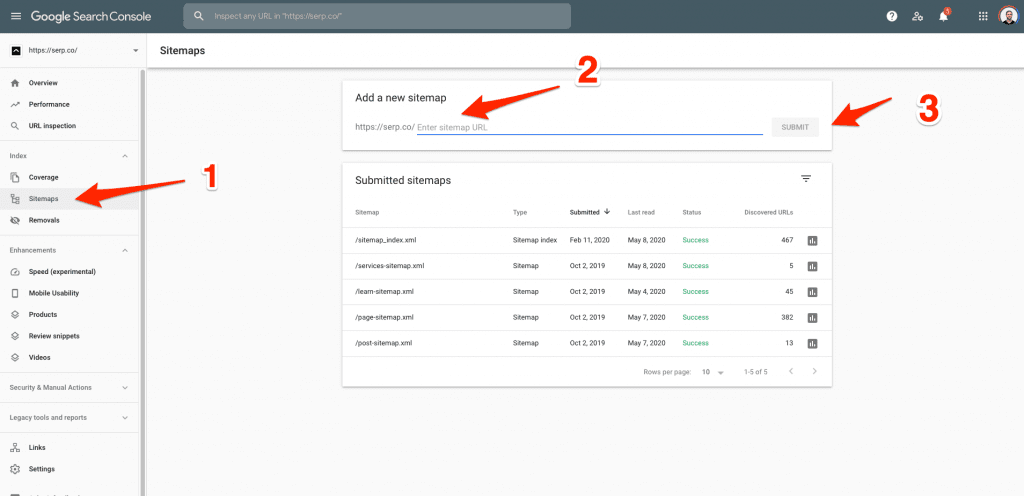 Google Search Console
Inspect any URL in "https://serp.co/"
5
https://serp.co/
Sitemaps
Overview
Performance
URL inspection
Index
Coverage
Sitemaps
Removals
Enhancements
Speed (experimental)
Mobile Usability
Products
Review snippets
Videos
Security & Manual Actions
Legacy tools and reports
Links
Settings
1
2
3
Add a new sitemap
https://serp.co/ Enter sitemap URL SUBMIT
Submitted sitemaps
Sitemap Type Submitted Last read Status Discovered URLs
/sitemap_index.xml Sitemap index Feb 11, 2020 May 8, 2020 Success 467
/services-sitemap.xml Sitemap Oct 2, 2019 May 8, 2020 Success 5
/learn-sitemap.xml Sitemap Oct 2, 2019 May 4, 2020 Success 45
/page-sitemap.xml Sitemap Oct 2, 2019 May 7, 2020 Success 382
/post-sitemap.xml Sitemap Oct 2, 2019 May 7, 2020 Success 13
Rows per page: 10 1-5 of 5